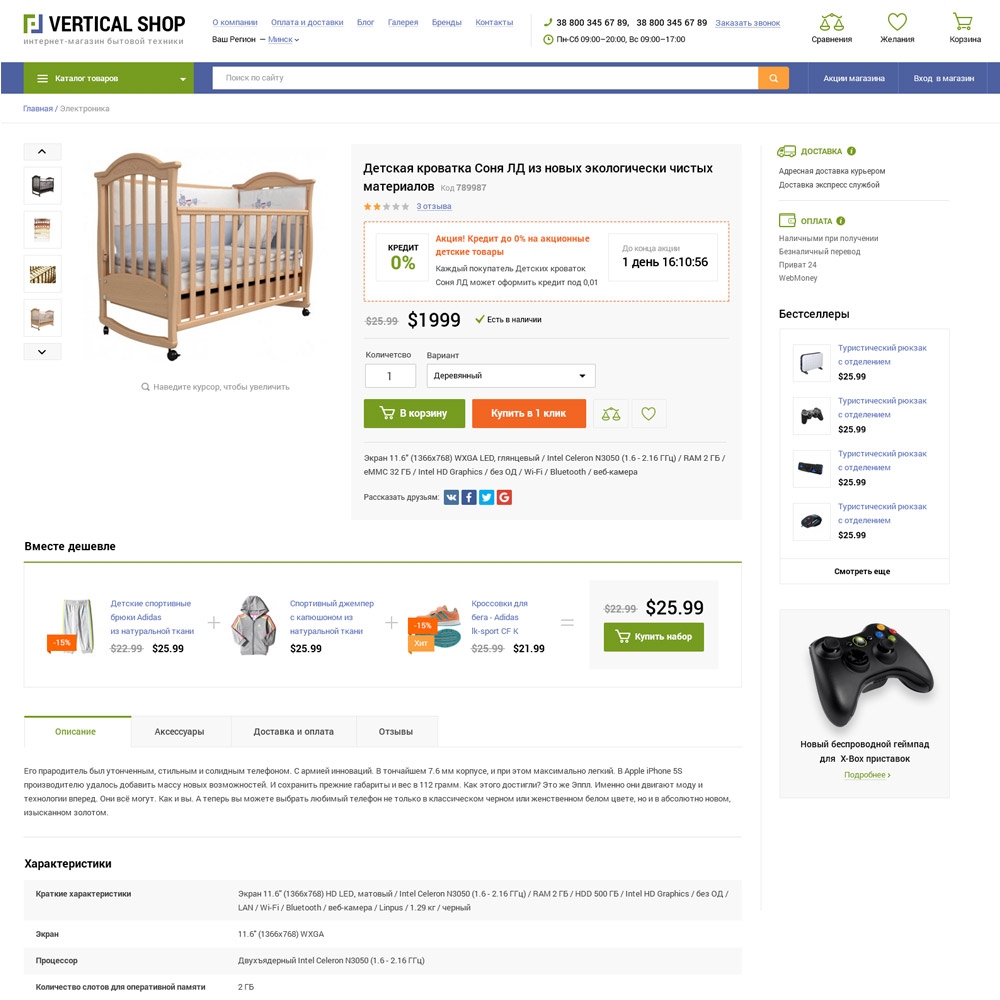 VERTICAL SHOP
интернет-магазин бытовой техники
О компании Оплата и доставки Блог Галерея Бренды Контакты
Ваш Регион — Минск
38 800 345 67 89, 38 800 345 67 89 Заказать звонок
Пн-Сб 09:00–20:00, Вс 09:00–17:00
Сравнения Желания Корзина
Каталог товаров Поиск по сайту Акции магазина Вход в магазин
Главная / Электроника
Детская кроватка Соня ЛД из новых экологически чистых
материалов Код 789987
3 отзыва
КРЕДИТ
0%
Акция! Кредит до 0% на акционные
детские товары
Каждый покупатель Детских кроваток
Соня ЛД может оформить кредит под 0,01
До конца акции
1 день 16:10:56
$25.99 $1999 Есть в наличии
Количетсво Вариант
1 Деревянный
В корзину Купить в 1 клик
Экран 11.6" (1366x768) WXGA LED, глянцевый / Intel Celeron N3050 (1.6 - 2.16 ГГц) / RAM 2 ГБ /
eMMC 32 ГБ / Intel HD Graphics / без ОД / Wi-Fi / Bluetooth / веб-камера
Рассказать друзьям:
Наведите курсор, чтобы увеличить
ДОСТАВКА
Адресная доставка курьером
Доставка экспресс службой
ОПЛАТА
Наличными при получении
Безналичный перевод
Приват 24
WebMoney
Бестселлеры
Туристический рюкзак
с отделением
$25.99
Туристический рюкзак
с отделением
$25.99
Туристический рюкзак
с отделением
$25.99
Туристический рюкзак
с отделением
$25.99
Смотреть еще
Новый беспроводной геймпад
для X-Box приставок
Подробнее
Вместе дешевле
-15%
Детские спортивные
брюки Adidas
из натуральной ткани
$22.99 $25.99
Спортивный джемпер
с капюшоном из
натуральной ткани
$25.99
-15%
Хит
Кроссовки для
бега - Adidas
lk-sport CF K
$25.99 $21.99
$22.99 $25.99
Купить набор
Описание Аксессуары Доставка и оплата Отзывы
Его прародитель был утонченным, стильным и солидным телефоном. С армией инноваций. В тончайшем 7.6 мм корпусе, и при этом максимально легкий. В Apple iPhone 5S
производителю удалось добавить массу новых возможностей. И сохранить прежние габариты и вес в 112 грамм. Как этого достигли? Это же Эппл. Именно они двигают моду и
технологии вперед. Они всё могут. Как и вы. А теперь вы можете выбрать любимый телефон не только в классическом черном или женственном белом цвете, но и в абсолютно новом,
изысканном золотом.
Характеристики
Краткие характеристики Экран 11.6" (1366x768) HD LED, матовый / Intel Celeron N3050 (1.6 - 2.16 ГГц) / RAM 2 ГБ / HDD 500 ГБ / Intel HD Graphics / без ОД /
LAN / Wi-Fi / Bluetooth / веб-камера / Linpus / 1.29 кг / черный
Экран 11.6" (1366x768) WXGA
Процессор Двухъядерный Intel Celeron N3050 (1.6 - 2.16 ГГц)
Количество слотов для оперативной памяти 2 ГБ